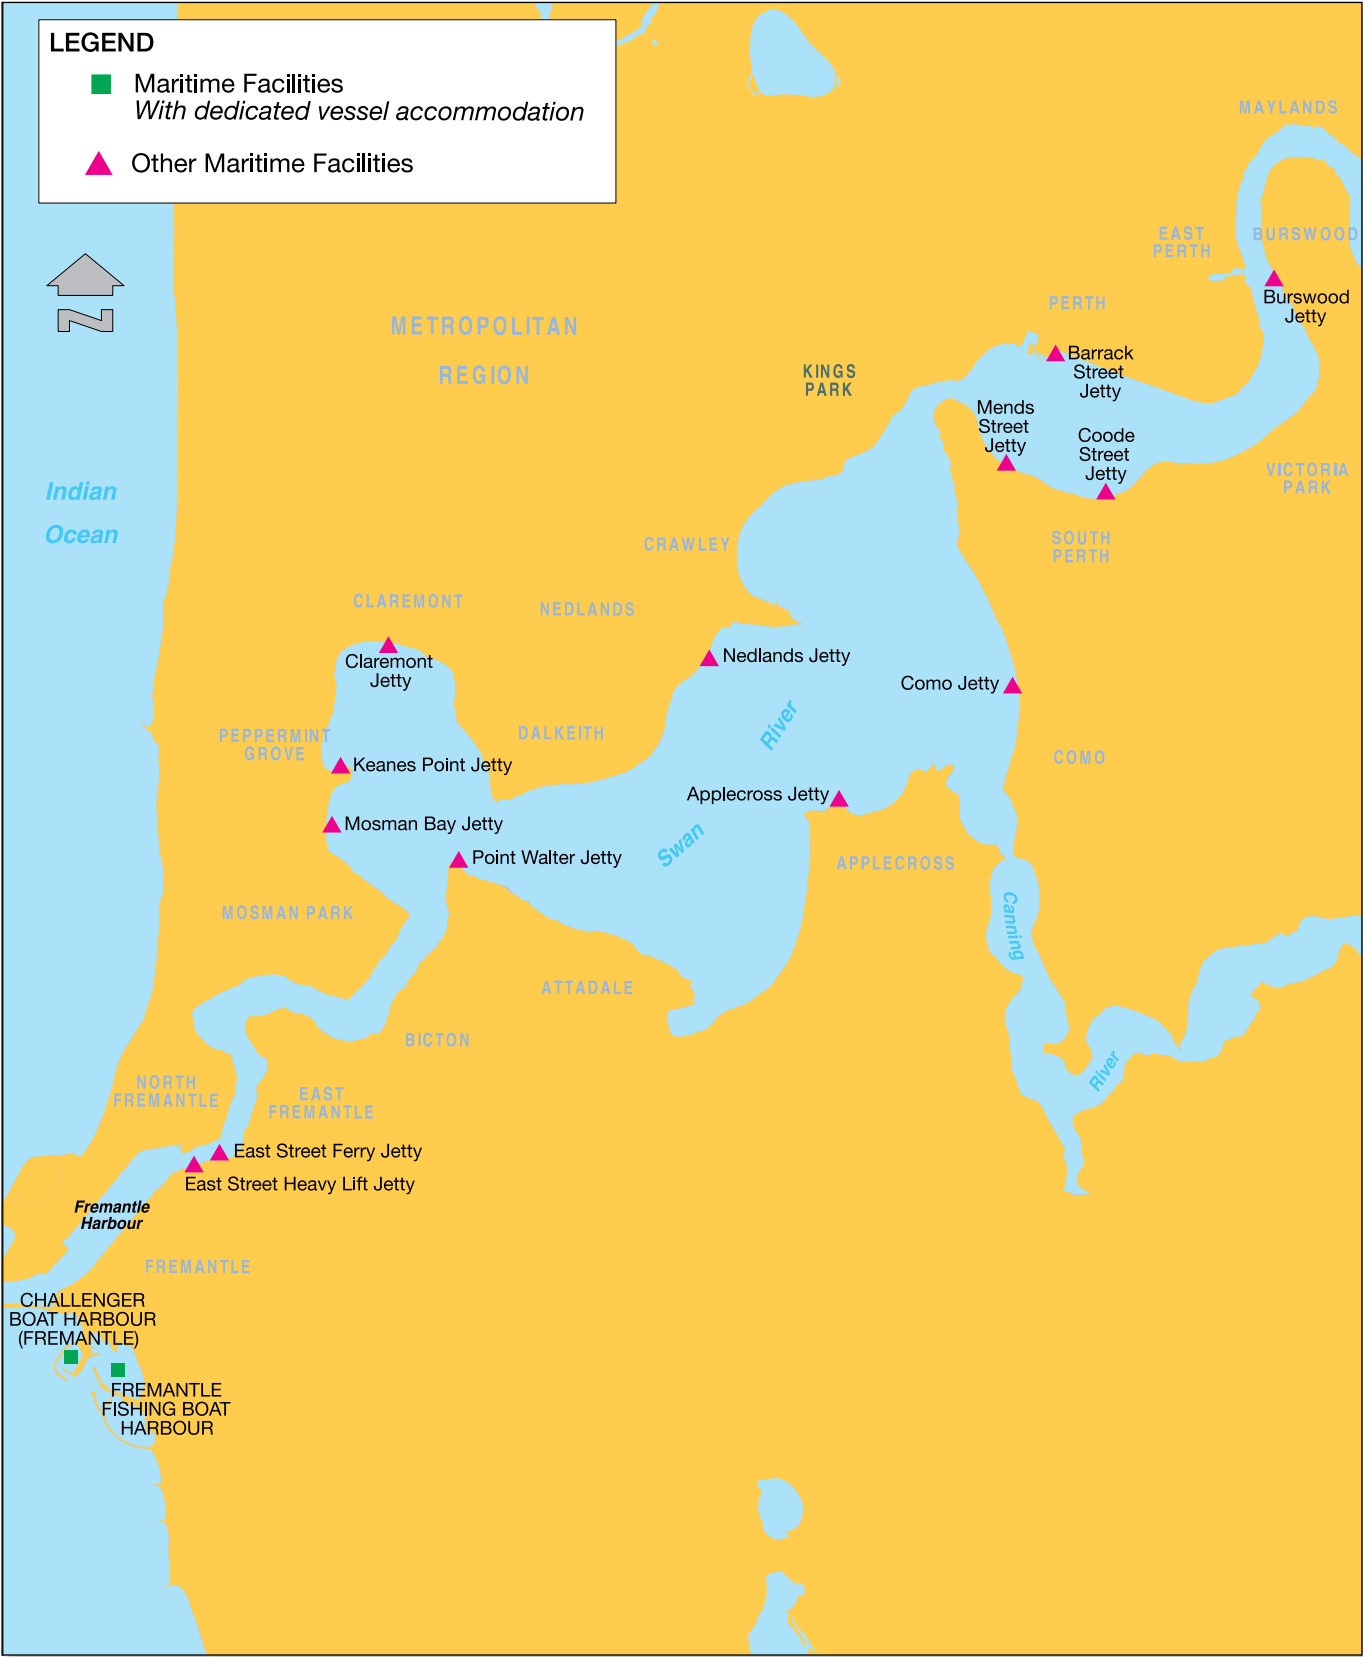 LEGEND
Maritime Facilities
With dedicated vessel accommodation
Other Maritime Facilities
N
MAYLANDS
EAST
PERTH
BURSWOOD
Burswood
Jetty
PERTH
METROPOLITAN
REGION
KINGS
PARK
Barrack
Street
Jetty
Mends
Street
Jetty
Coode
Street
Jetty
VICTORIA
PARK
Indian
Ocean
CRAWLEY
SOUTH
PERTH
CLAREMONT
NEDLANDS
Claremont
Jetty
Nedlands Jetty
Como Jetty
PEPPERMINT
GROVE
DALKEITH
River
COMO
Keanes Point Jetty
Applecross Jetty
Mosman Bay Jetty
Swan
Point Walter Jetty
APPLECROSS
MOSMAN PARK
Canning
ATTADALE
BICTON
River
NORTH
FREMANTLE
EAST
FREMANTLE
East Street Ferry Jetty
East Street Heavy Lift Jetty
Fremantle
Harbour
FREMANTLE
CHALLENGER
BOAT HARBOUR
(FREMANTLE)
FREMANTLE
FISHING BOAT
HARBOUR